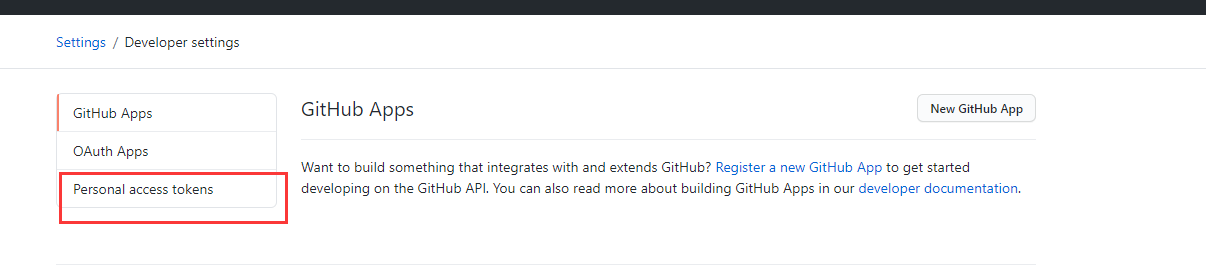 Settings / Developer settings
GitHub Apps
OAuth Apps
Personal access tokens
GitHub Apps
New GitHub App
Want to build something that integrates with and extends GitHub? Register a new GitHub App to get started
developing on the GitHub API. You can also read more about building GitHub Apps in our developer documentation.